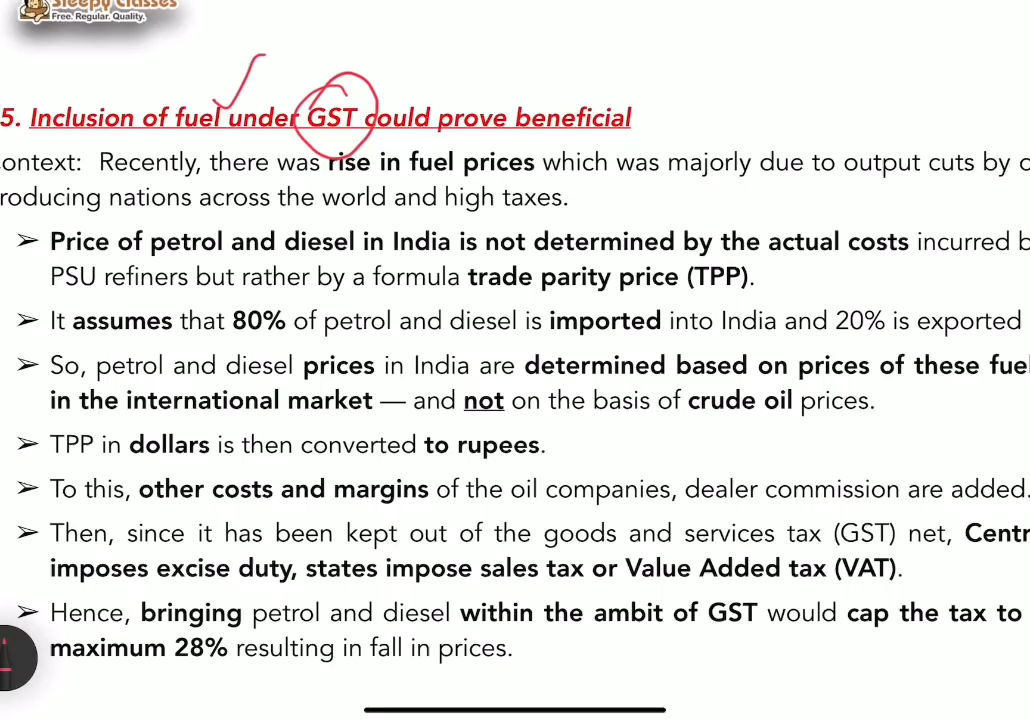 Sleepy Classes
Free. Regular. Quality.
5. Inclusion of fuel under GST could prove beneficial
ontext: Recently, there was rise in fuel prices which was majorly due to output cuts by
roducing nations across the world and high taxes.
➢ Price of petrol and diesel in India is not determined by the actual costs incurred
PSU refiners but rather by a formula trade parity price (TPP).
➢ It assumes that 80% of petrol and diesel is imported into India and 20% is exported
➢ So, petrol and diesel prices in India are determined based on prices of these fuel
in the international market — and not on the basis of crude oil prices.
➢ TPP in dollars is then converted to rupees.
➢ To this, other costs and margins of the oil companies, dealer commission are added.
➢ Then, since it has been kept out of the goods and services tax (GST) net, Centr
imposes excise duty, states impose sales tax or Value Added tax (VAT).
➢ Hence, bringing petrol and diesel within the ambit of GST would cap the tax to
maximum 28% resulting in fall in prices.